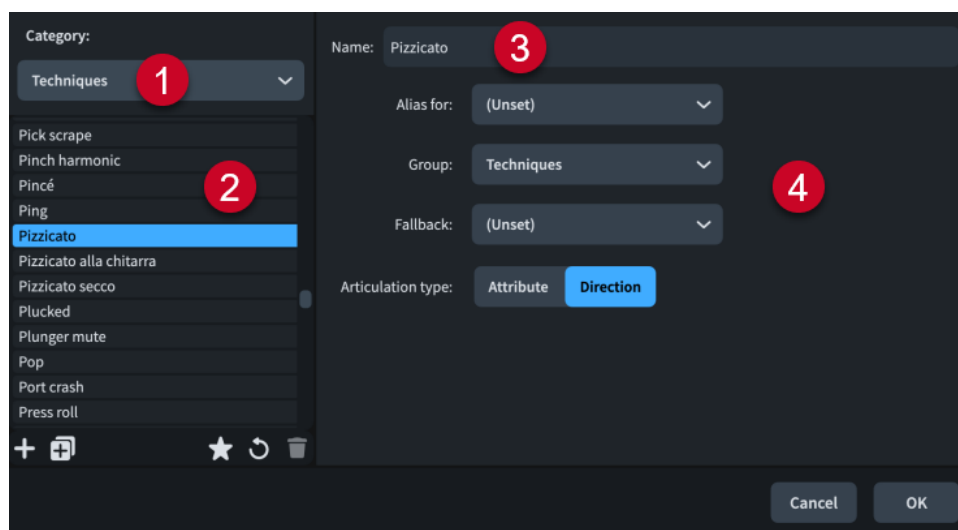 Category:
Techniques
1
Pick scrape
Pinch harmonic
Pincé
2
Ping
Pizzicato
Pizzicato alla chitarra
Pizzicato secco
Plucked
Plunger mute
Pop
Port crash
Press roll
Name: Pizzicato
3
Alias for: (Unset)
Group: Techniques
4
Fallback: (Unset)
Articulation type: Attribute Direction
Cancel OK